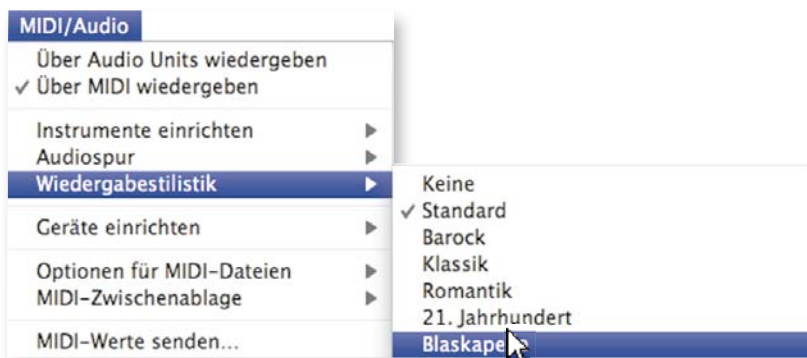 MIDI/Audio
Über Audio Units wiedergeben
✓ Über MIDI wiedergeben
Instrumente einrichten
Audiospur
Wiedergabestilistik
Geräte einrichten
Optionen für MIDI-Dateien
MIDI-Zwischenablage
MIDI-Werte senden...
Keine
✓ Standard
Barock
Klassik
Romantik
21. Jahrhundert